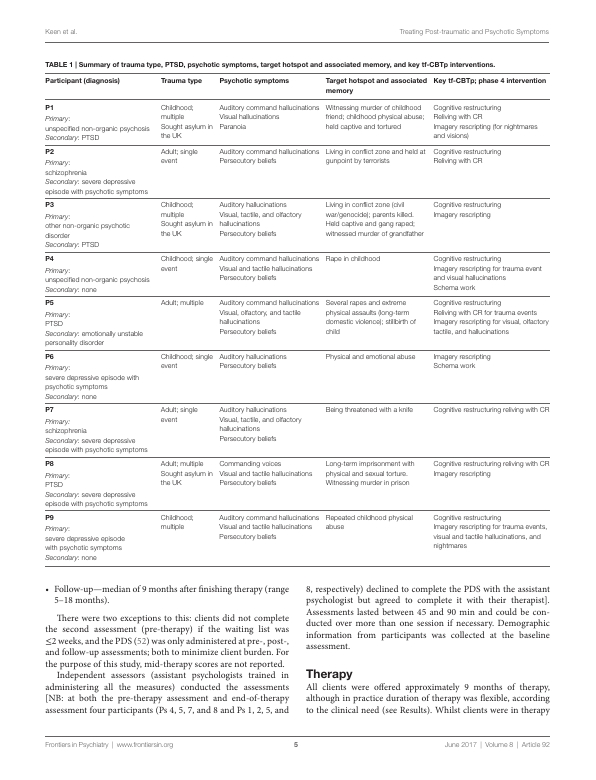 Keen et al.
Treating Post-traumatic and Psychotic Symptoms
TABLE 1 | Summary of trauma type, PTSD, psychotic symptoms, target hotspot and associated memory, and key tf-CBTp interventions.
Participant (diagnosis)
Trauma type
Psychotic symptoms
Target hotspot and associated
memory
Key tf-CBTp; phase 4 intervention
P1
Primary:
unspecified non-organic psychosis
Secondary: PTSD
Childhood;
multiple
Sought asylum in
the UK
Auditory command hallucinations
Visual hallucinations
Paranoia
Witnessing murder of childhood
friend; childhood physical abuse;
held captive and tortured
Cognitive restructuring
Reliving with CR
Imagery rescripting (for nightmares
and visions)
P2
Primary:
schizophrenia
Secondary: severe depressive
episode with psychotic symptoms
Adult; single
event
Auditory command hallucinations
Persecutory beliefs
Living in conflict zone and held at
gunpoint by terrorists
Cognitive restructuring
Reliving with CR
P3
Primary:
other non-organic psychotic
disorder
Secondary: PTSD
Childhood;
multiple
Sought asylum in
the UK
Auditory hallucinations
Visual, tactile, and olfactory
hallucinations
Persecutory beliefs
Living in conflict zone (civil
war/genocide); parents killed.
Held captive and gang raped;
witnessed murder of grandfather
Cognitive restructuring
Imagery rescripting
P4
Primary:
unspecified non-organic psychosis
Secondary: none
Childhood; single
event
Auditory command hallucinations
Visual and tactile hallucinations
Persecutory beliefs
Rape in childhood
Cognitive restructuring
Imagery rescripting for trauma event
and visual hallucinations
Schema work
P5
Primary:
PTSD
Secondary: emotionally unstable
personality disorder
Adult; multiple
Auditory command hallucinations
Visual, olfactory, and tactile
hallucinations
Persecutory beliefs
Several rapes and extreme
physical assaults (long-term
domestic violence); stillbirth of
child
Cognitive restructuring
Reliving with CR for trauma events
Imagery rescripting for visual, olfactory
tactile, and hallucinations
P6
Primary:
severe depressive episode with
psychotic symptoms
Secondary: none
Childhood; single
event
Auditory hallucinations
Persecutory beliefs
Physical and emotional abuse
Imagery rescripting
Schema work
P7
Primary:
schizophrenia
Secondary: severe depressive
episode with psychotic symptoms
Adult; single
event
Auditory hallucinations
Visual, tactile, and olfactory
hallucinations
Persecutory beliefs
Being threatened with a knife
Cognitive restructuring reliving with CR
P8
Primary:
PTSD
Secondary: severe depressive
episode with psychotic symptoms
Adult; multiple
Sought asylum in
the UK
Commanding voices
Visual and tactile hallucinations
Persecutory beliefs
Long-term imprisonment with
physical and sexual torture.
Witnessing murder in prison
Cognitive restructuring reliving with CR
Imagery rescripting
P9
Primary:
severe depressive episode
with psychotic symptoms
Secondary: none
Childhood;
multiple
Auditory command hallucinations
Visual and tactile hallucinations
Persecutory beliefs
Repeated childhood physical
abuse
Cognitive restructuring
Imagery rescripting for trauma events,
visual and tactile hallucinations, and
nightmares
• Follow-up—median of 9 months after finishing therapy (range
5–18 months).
There were two exceptions to this: clients did not complete
the second assessment (pre-therapy) if the waiting list was
≤2 weeks, and the PDS (52) was only administered at pre-, post-,
and follow-up assessments; both to minimize client burden. For
the purpose of this study, mid-therapy scores are not reported.
Independent assessors (assistant psychologists trained in
administering all the measures) conducted the assessments
[NB: at both the pre-therapy assessment and end-of-therapy
assessment four participants (Ps 4, 5, 7, and 8 and Ps 1, 2, 5, and
8, respectively) declined to complete the PDS with the assistant
psychologist but agreed to complete it with their therapist].
Assessments lasted between 45 and 90 min and could be con-
ducted over more than one session if necessary. Demographic
information from participants was collected at the baseline
assessment.
Therapy
All clients were offered approximately 9 months of therapy,
although in practice duration of therapy was flexible, according
to the clinical need (see Results). Whilst clients were in therapy
Frontiers in Psychiatry | www.frontiersin.org
5
June 2017 | Volume 8 | Article 92